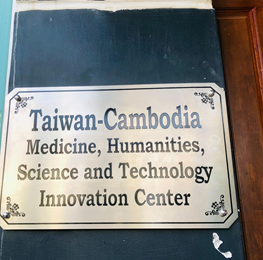 Taiwan-Cambodia
Medicine, Humanities,
Science and Technology
Innovation Center